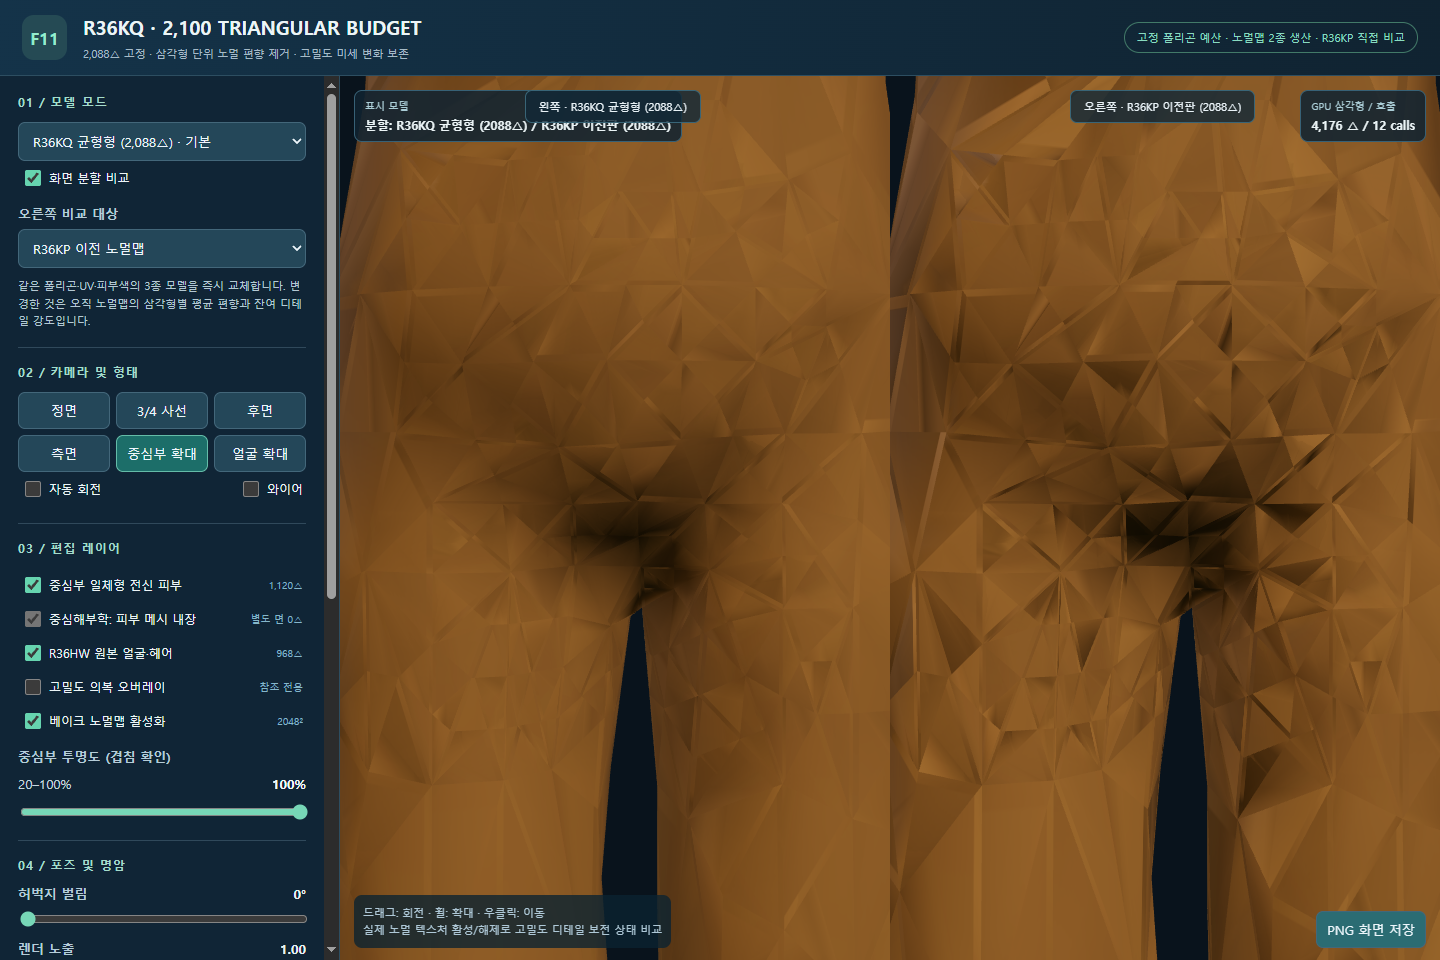 F11
R36KQ · 2,100 TRIANGULAR BUDGET
2,088△ 고정 · 삼각형 단위 노멀 편향 제거 · 고밀도 미세 변화 보존
고정 폴리곤 예산 · 노멀맵 2종 생산 · R36KP 직접 비교
01 / 모델 모드
R36KQ 균형형 (2,088△) · 기본
화면 분할 비교
오른쪽 비교 대상
R36KP 이전 노멀맵
같은 폴리곤·UV·피부색의 3종 모델을 즉시 교체합니다. 변
경한 것은 오직 노멀맵의 삼각형별 평균 편향과 잔여 디테
일 강도입니다.
02 / 카메라 및 형태
정면
3/4 사선
후면
측면
중심부 확대
얼굴 확대
자동 회전
와이어
03 / 편집 레이어
중심부 일체형 전신 피부
1,120△
중심해부학: 피부 메시 내장
별도 면 0△
R36HW 원본 얼굴·헤어
968△
고밀도 의복 오버레이
참조 전용
베이크 노멀맵 활성화
2048²
중심부 투명도 (겹침 확인)
20–100%
100%
04 / 포즈 및 명암
허벅지 벌림
0°
렌더 노출
1.00
표시 모델
분할: R36KQ 균형형 (2088△) / R36KP 이전판 (2088△)
왼쪽 · R36KQ 균형형 (2088△)
오른쪽 · R36KP 이전판 (2088△)
GPU 삼각형 / 호출
4,176 △ / 12 calls
드래그: 회전 · 휠: 확대 · 우클릭: 이동
실제 노멀 텍스처 활성/해제로 고밀도 디테일 보전 상태 비교
PNG 화면 저장